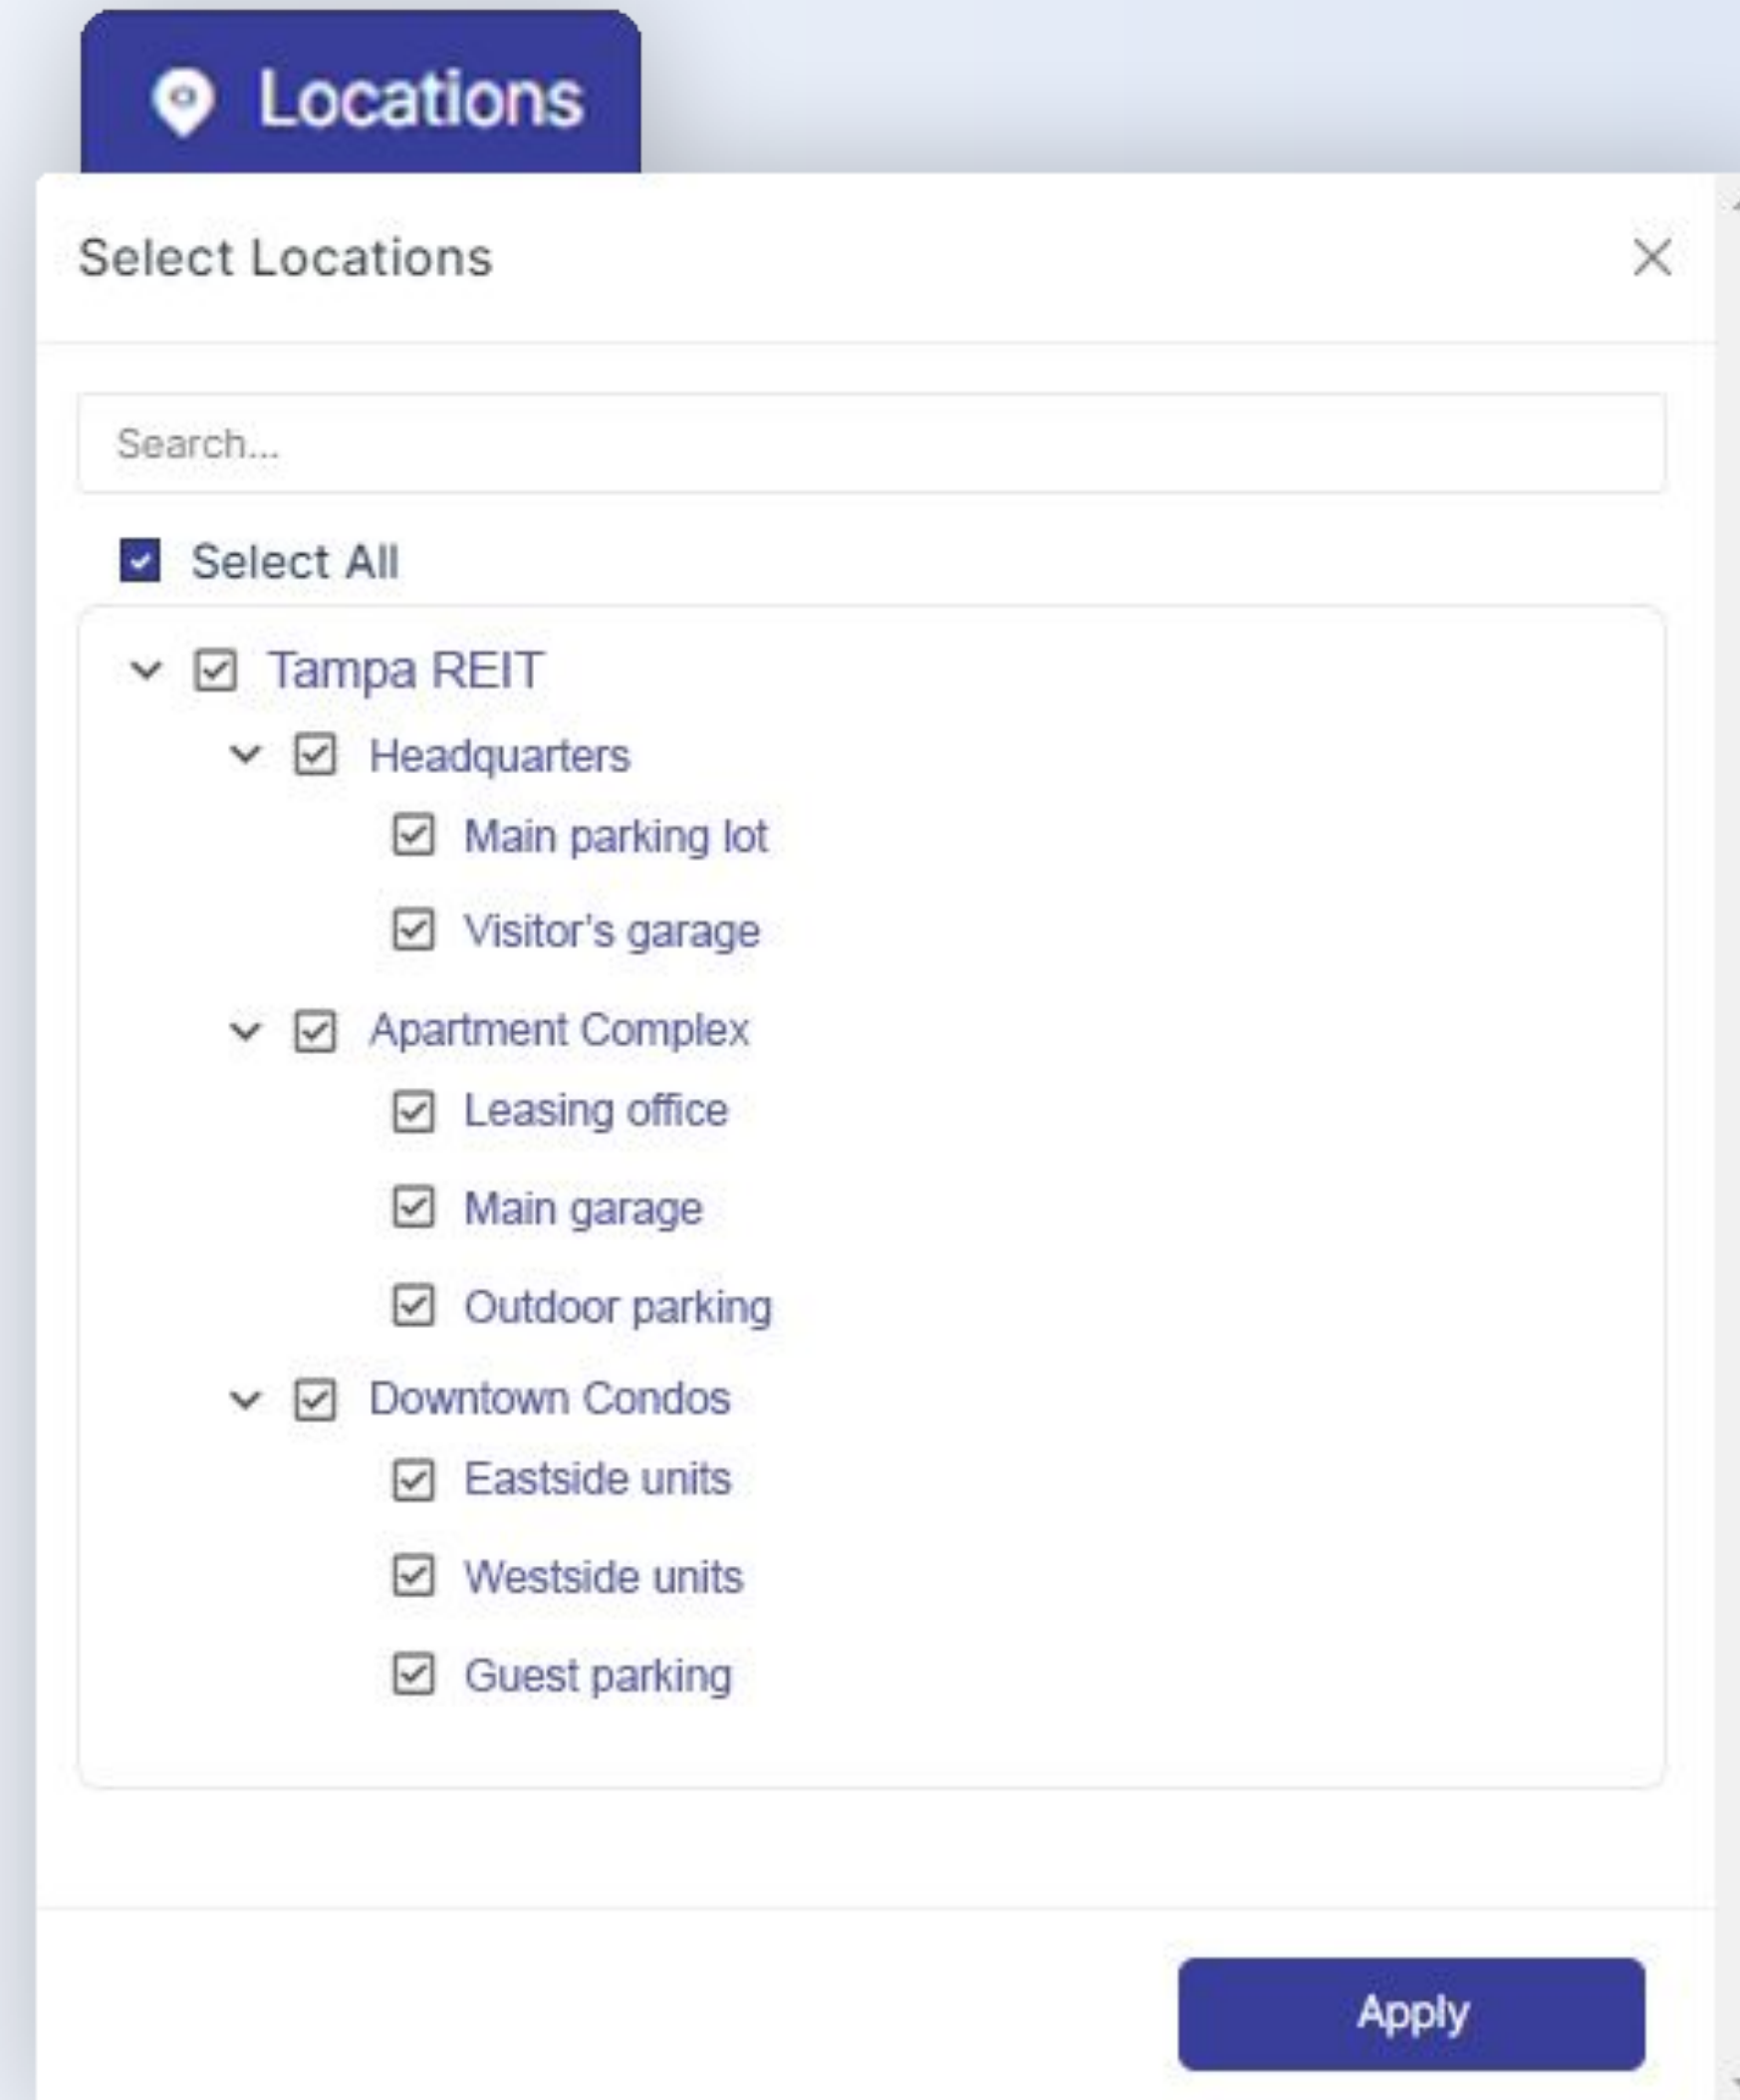 Locations
Select Locations
Search...
Select All
Tampa REIT
Headquarters
Main parking lot
Visitor's garage
Apartment Complex
Leasing office
Main garage
Outdoor parking
Downtown Condos
Eastside units
Westside units
Guest parking
Apply